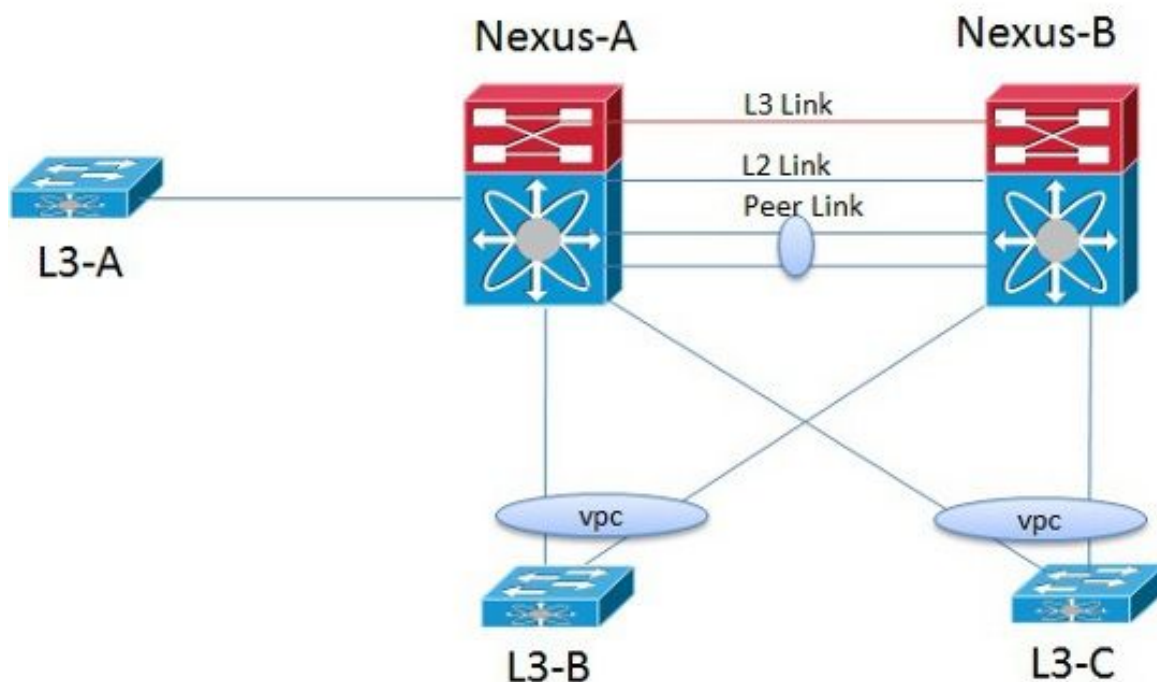 Nexus-A
Nexus-B
L3 Link
L2 Link
Peer Link
L3-A
vpc
vpc
L3-B
L3-C